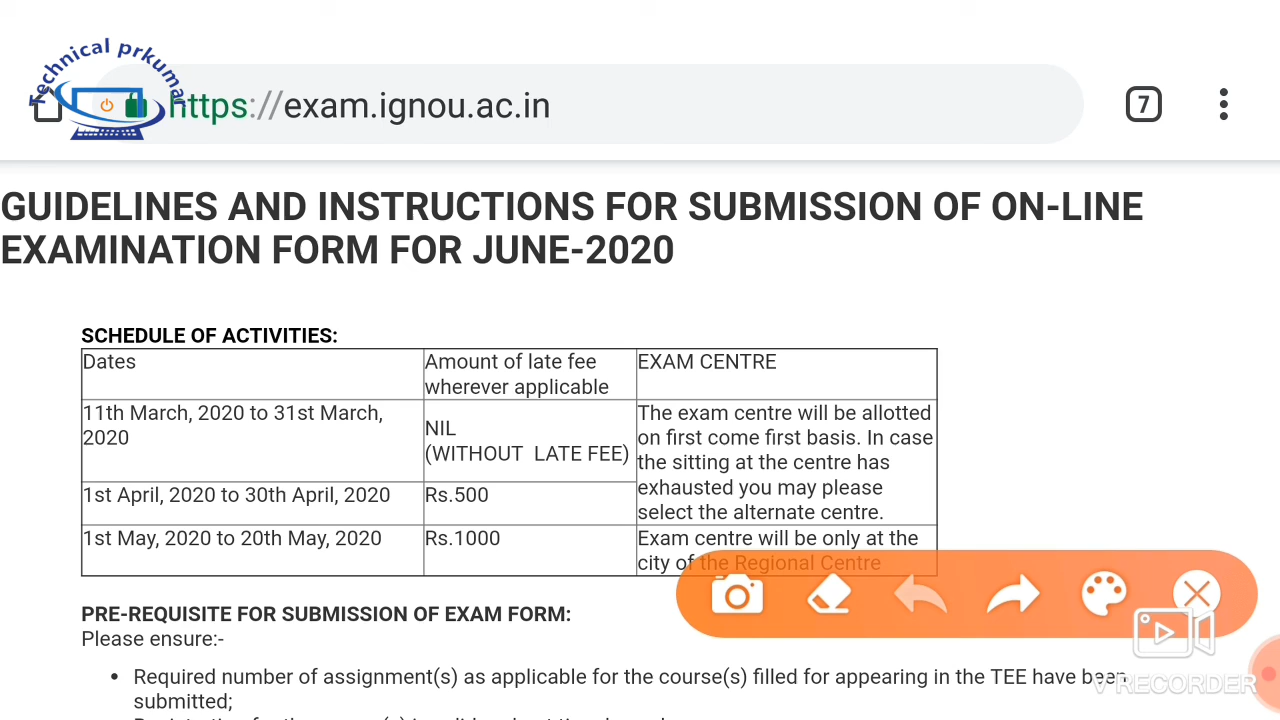 Technical prkumar
https://exam.ignou.ac.in
7
GUIDELINES AND INSTRUCTIONS FOR SUBMISSION OF ON-LINE
EXAMINATION FORM FOR JUNE-2020
SCHEDULE OF ACTIVITIES:
Dates
Amount of late fee
wherever applicable
EXAM CENTRE
11th March, 2020 to 31st March,
2020
NIL
(WITHOUT LATE FEE)
The exam centre will be allotted
on first come first basis. In case
the sitting at the centre has
exhausted you may please
select the alternate centre.
1st April, 2020 to 30th April, 2020
Rs.500
1st May, 2020 to 20th May, 2020
Rs.1000
Exam centre will be only at the
city of the Regional Centre
PRE-REQUISITE FOR SUBMISSION OF EXAM FORM:
Please ensure:-
• Required number of assignment(s) as applicable for the course(s) filled for appearing in the TEE have been
submitted;
V RECORDER